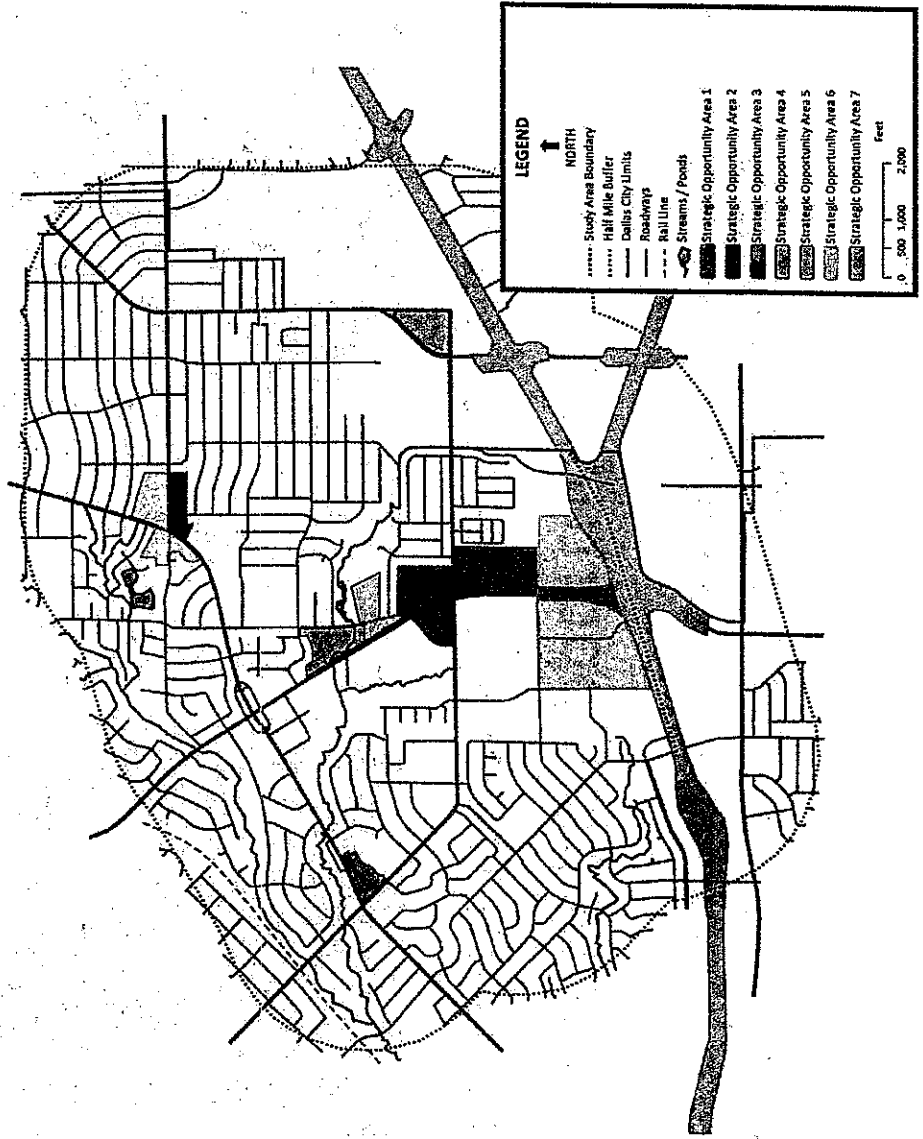 LEGEND
NORTH
Study Area Boundary
Half Mile Buffer
Dallas City Limits
Roadways
Rail Line
Streams / Ponds
Strategic Opportunity Area 1
Strategic Opportunity Area 2
Strategic Opportunity Area 3
Strategic Opportunity Area 4
Strategic Opportunity Area 5
Strategic Opportunity Area 6
Strategic Opportunity Area 7
Feet
0 500 1,000 2,000